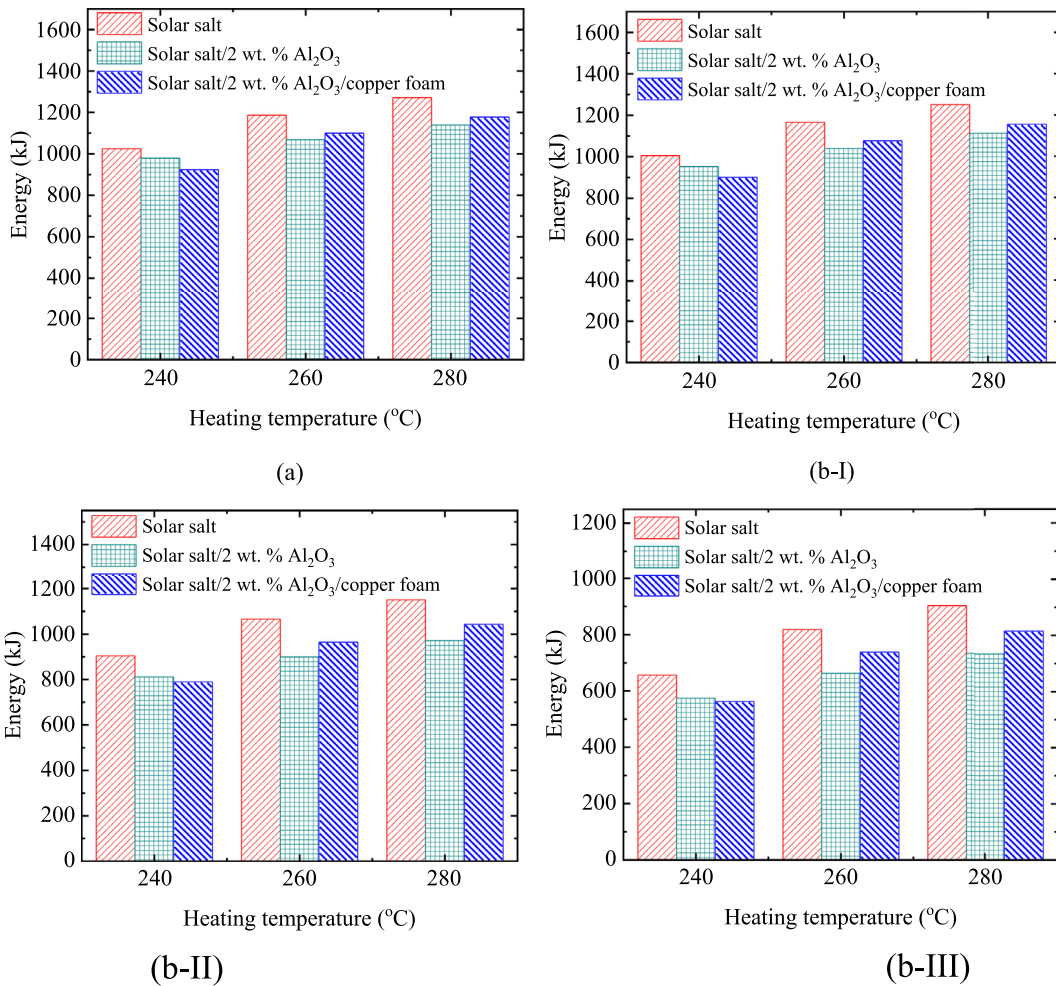 Solar salt
Solar salt/2 wt. % Al₂O₃
Solar salt/2 wt. % Al₂O₃/copper foam
1600
1400
1200
1000
800
600
400
200
0
Energy (kJ)
240 260 280
Heating temperature (°C)
(a)
Solar salt
Solar salt/2 wt. % Al₂O₃
Solar salt/2 wt. % Al₂O₃/copper foam
1600
1400
1200
1000
800
600
400
200
0
Energy (kJ)
240 260 280
Heating temperature (°C)
(b-I)
Solar salt
Solar salt/2 wt. % Al₂O₃
Solar salt/2 wt. % Al₂O₃/copper foam
1400
1200
1000
800
600
400
200
0
Energy (kJ)
240 260 280
Heating temperature (°C)
(b-II)
Solar salt
Solar salt/2 wt. % Al₂O₃
Solar salt/2 wt. % Al₂O₃/copper foam
1200
1000
800
600
400
200
0
Energy (kJ)
240 260 280
Heating temperature (°C)
(b-III)